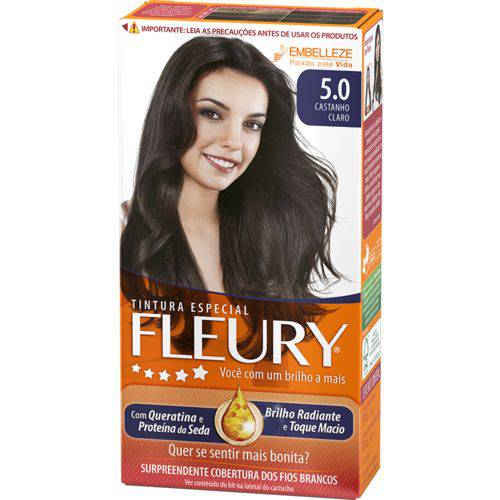 IMPORTANTE: LEIA AS PRECAUÇÕES ANTES DE USAR OS PRODUTOS
EMBELLEZE
Paixão pela Vida
5.0
CASTANHO
CLARO
TINTURA ESPECIAL
FLEURY®
Você com um brilho a mais
Com Queratina e
Proteína da Seda
Brilho Radiante
e Toque Macio
Quer se sentir mais bonita?
SURPREENDENTE COBERTURA DOS FIOS BRANCOS
Ver conteúdo do kit na lateral do cartucho